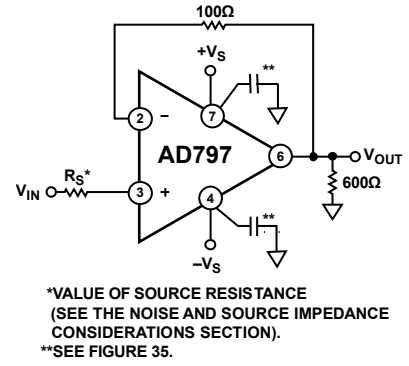 100Ω
+VS
**
2
−
7
AD797
6
VOUT
RS*
VIN
3
+
600Ω
4
**
−VS
*VALUE OF SOURCE RESISTANCE
(SEE THE NOISE AND SOURCE IMPEDANCE
CONSIDERATIONS SECTION).
**SEE FIGURE 35.